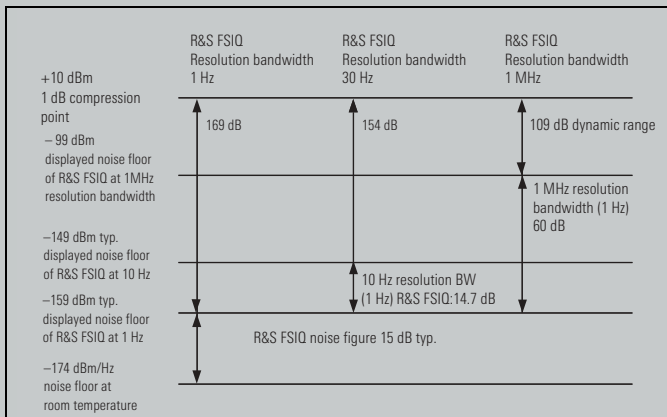 R&S FSIQ
Resolution bandwidth
1 Hz
R&S FSIQ
Resolution bandwidth
30 Hz
R&S FSIQ
Resolution bandwidth
1 MHz
+10 dBm
1 dB compression
point
169 dB
154 dB
109 dB dynamic range
– 99 dBm
displayed noise floor
of R&S FSIQ at 1MHz
resolution bandwidth
1 MHz resolution
bandwidth (1 Hz)
60 dB
–149 dBm typ.
displayed noise floor
of R&S FSIQ at 10 Hz
10 Hz resolution BW
(1 Hz) R&S FSIQ:14.7 dB
–159 dBm typ.
displayed noise floor
of R&S FSIQ at 1 Hz
R&S FSIQ noise figure 15 dB typ.
–174 dBm/Hz
noise floor at
room temperature